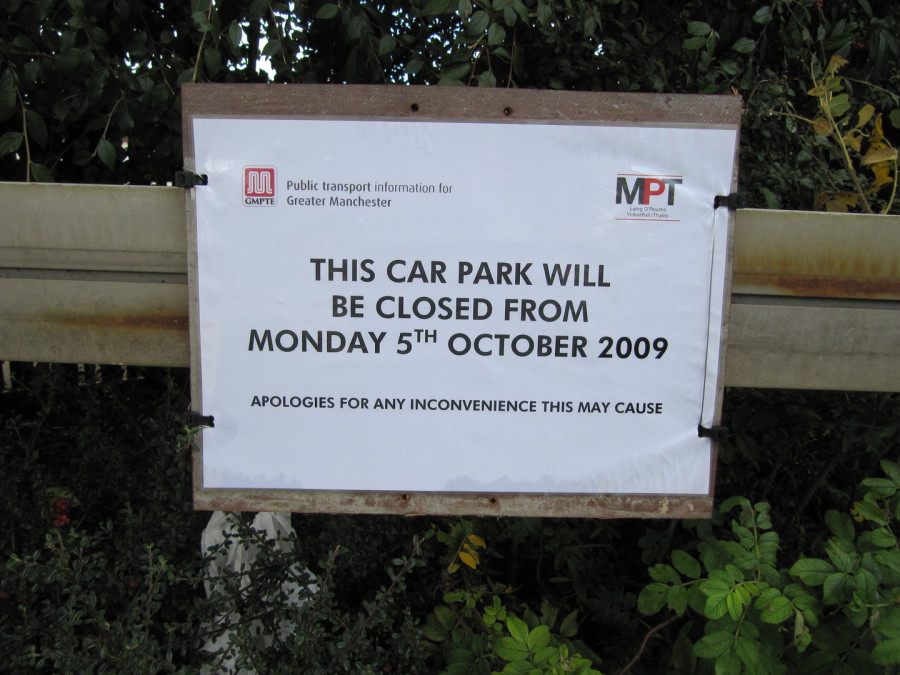 GMPTE
Public transport information for
Greater Manchester
MPT
Laing O'Rourke
VolkerRail Thales
THIS CAR PARK WILL
BE CLOSED FROM
MONDAY 5TH OCTOBER 2009
APOLOGIES FOR ANY INCONVENIENCE THIS MAY CAUSE